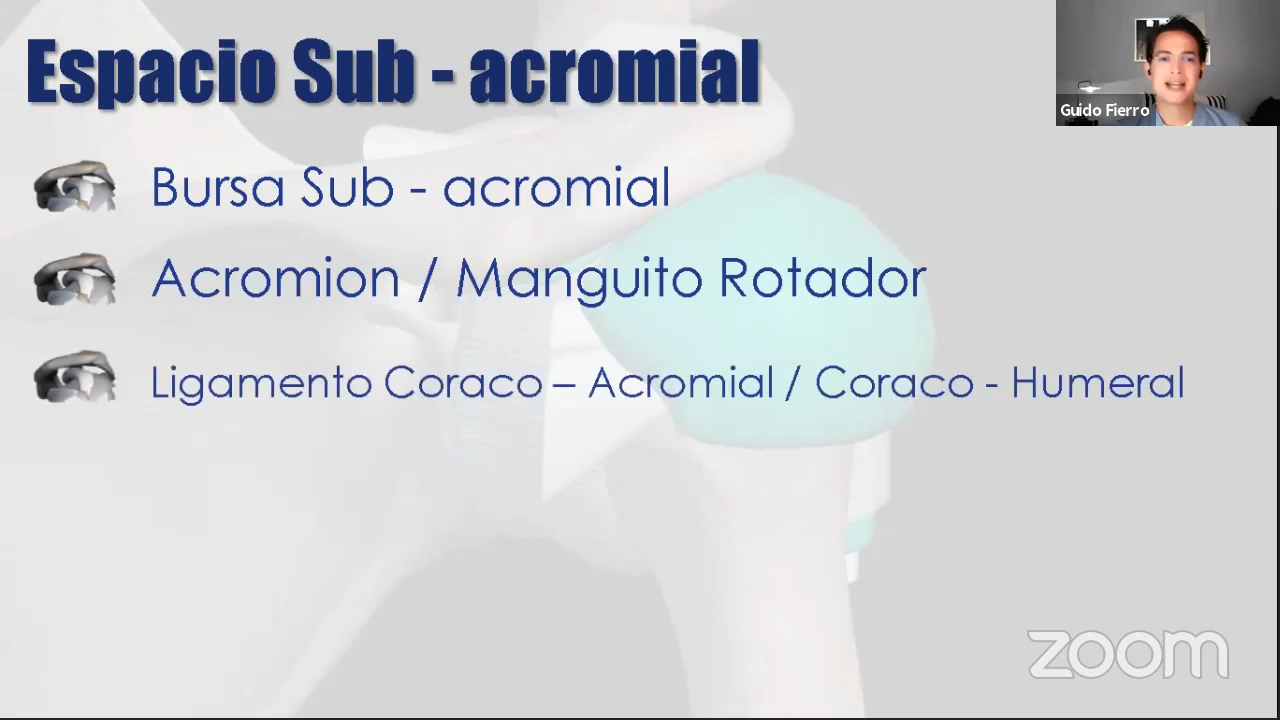 Espacio Sub - acromial
Guido Fierro
Bursa Sub - acromial
Acromion / Manguito Rotador
Ligamento Coraco – Acromial / Coraco - Humeral
zoom